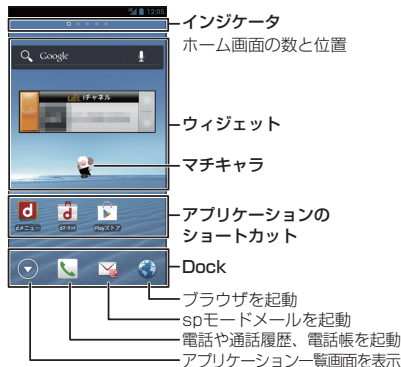 12:05
インジケータ
ホーム画面の数と位置
Google
iチャネル
ウィジェット
マチキャラ
dメニュー dマーケット Playストア
アプリケーションの
ショートカット
Dock
ブラウザを起動
spモードメールを起動
電話や通話履歴、電話帳を起動
アプリケーション一覧画面を表示